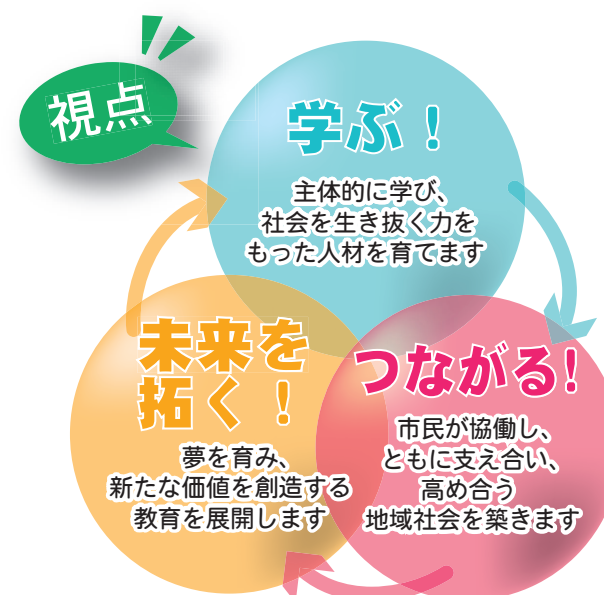 視点
学ぶ！
主体的に学び、
社会を生き抜く力を
もった人材を育てます
未来を
拓く！
夢を育み、
新たな価値を創造する
教育を展開します
つながる!
市民が協働し、
ともに支え合い、
高め合う
地域社会を築きます